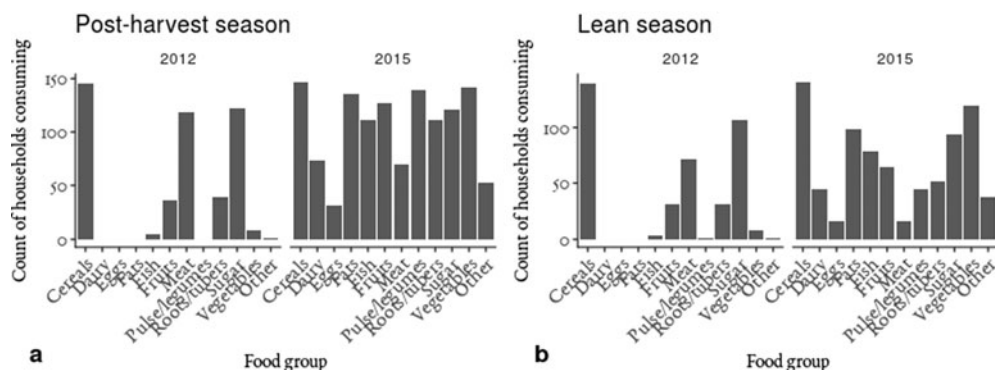 Post-harvest season
2012
2015
Count of households consuming
150
100
50
0
Cereals
Dairy
Eggs
Fats
Fish
Fruits
Meat
Pulse/legumes
Roots/tubers
Sugar
Vegetables
Other
Cereals
Dairy
Eggs
Fats
Fish
Fruits
Meat
Pulse/legumes
Roots/tubers
Sugar
Vegetables
Other
Food group
a
Lean season
2012
2015
Count of households consuming
100
50
0
Cereals
Dairy
Eggs
Fats
Fish
Fruits
Meat
Pulse/legumes
Roots/tubers
Sugar
Vegetables
Other
Cereals
Dairy
Eggs
Fats
Fish
Fruits
Meat
Pulse/legumes
Roots/tubers
Sugar
Vegetables
Other
Food group
b